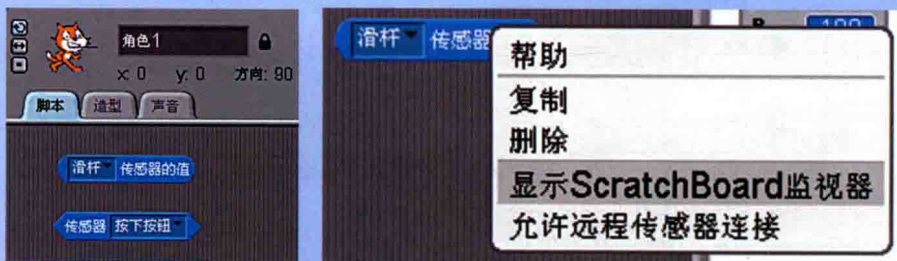 角色1
x: 0 y: 0 方向: 90
脚本 造型 声音
滑杆 传感器的值
传感器 按下按钮
滑杆 传感器
帮助
复制
删除
显示ScratchBoard监视器
允许远程传感器连接